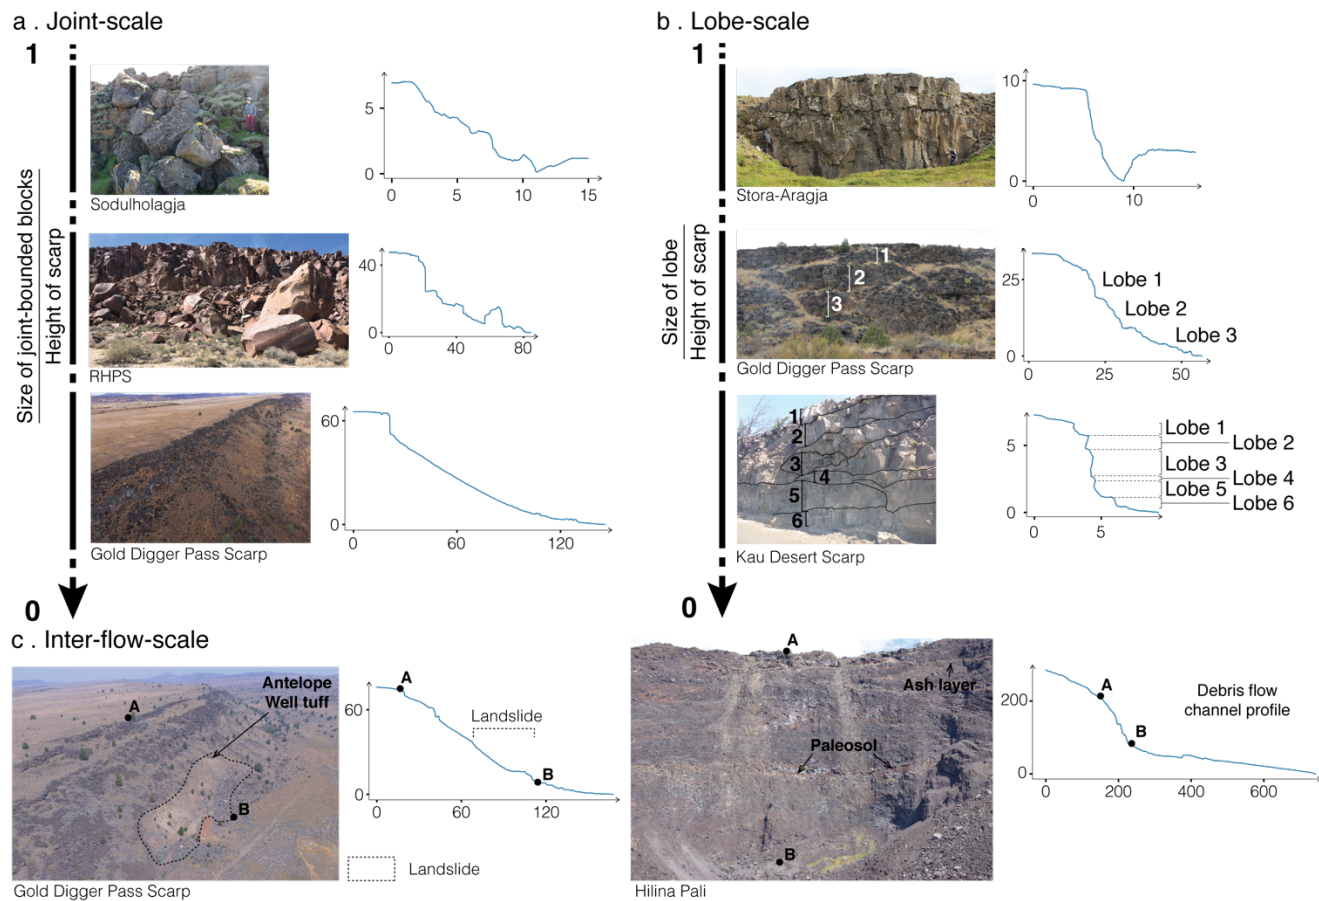 a . Joint-scale
1
Size of joint-bounded blocks
Height of scarp
5
0
0
5
10
15
Sodulholagja
40
0
0
40
80
RHPS
60
0
0
60
120
Gold Digger Pass Scarp
0
b . Lobe-scale
1
Size of lobe
Height of scarp
10
0
0
10
Stora-Aragja
1
2
3
25
0
0
25
50
Lobe 1
Lobe 2
Lobe 3
Gold Digger Pass Scarp
1
2
3
4
5
6
5
0
5
Lobe 1
Lobe 2
Lobe 3
Lobe 4
Lobe 5
Lobe 6
Kau Desert Scarp
0
c . Inter-flow-scale
Antelope
Well tuff
A
B
Gold Digger Pass Scarp
60
0
0
60
120
A
Landslide
B
Landslide
A
Ash layer
Paleosol
B
Hilina Pali
200
0
0
200
400
600
A
B
Debris flow
channel profile